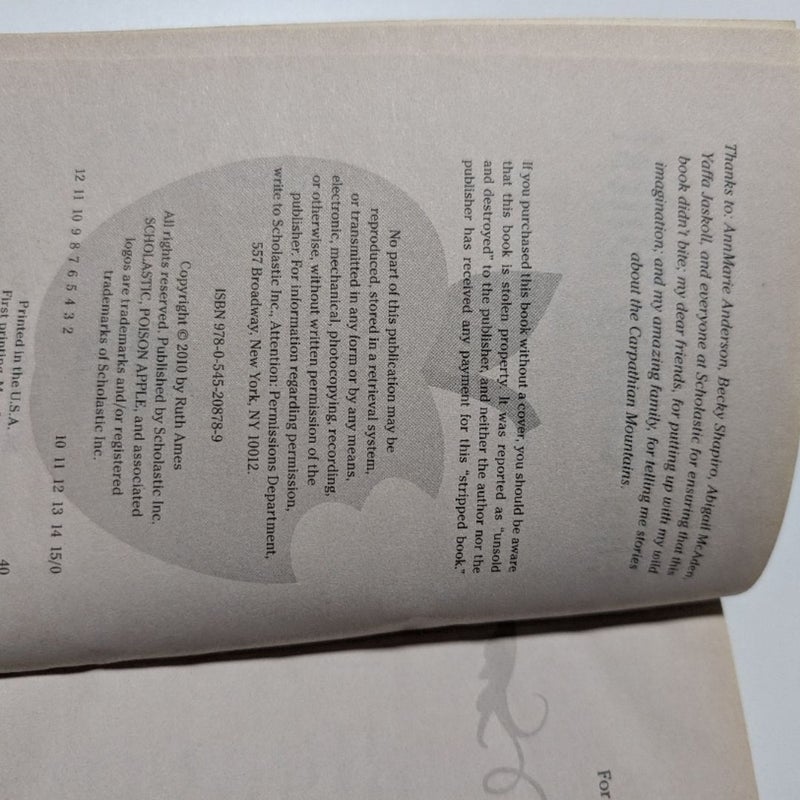 Thanks to: AnnMarie Anderson, Becky Shapiro, Abigail McAden,
Yaffa Jaskoll, and everyone at Scholastic for ensuring that this
book didn't bite; my dear friends, for putting up with my wild
imagination; and my amazing family, for telling me stories
about the Carpathian Mountains.
If you purchased this book without a cover, you should be aware
that this book is stolen property. It was reported as "unsold
and destroyed" to the publisher, and neither the author nor the
publisher has received any payment for this "stripped book."
No part of this publication may be
reproduced, stored in a retrieval system,
or transmitted in any form or by any means,
electronic, mechanical, photocopying, recording,
or otherwise, without written permission of the
publisher. For information regarding permission,
write to Scholastic Inc., Attention: Permissions Department,
557 Broadway, New York, NY 10012.
ISBN 978-0-545-20878-9
Copyright © 2010 by Ruth Ames
All rights reserved. Published by Scholastic Inc.
SCHOLASTIC, POISON APPLE, and associated
logos are trademarks and/or registered
trademarks of Scholastic Inc.
12 11 10 9 8 7 6 5 4 3 2 10 11 12 13 14 15/0
Printed in the U.S.A. 40
First printing,
For